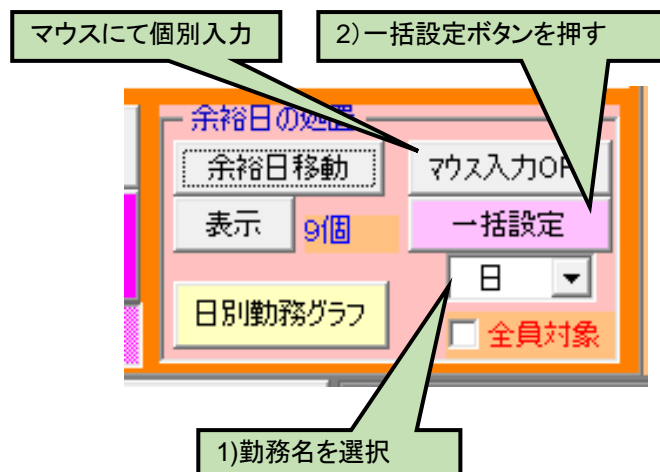 マウスにて個別入力
2)一括設定ボタンを押す
余裕日の処置
余裕日移動
マウス入力OF
表示
9個
一括設定
日
日別勤務グラフ
全員対象
1)勤務名を選択